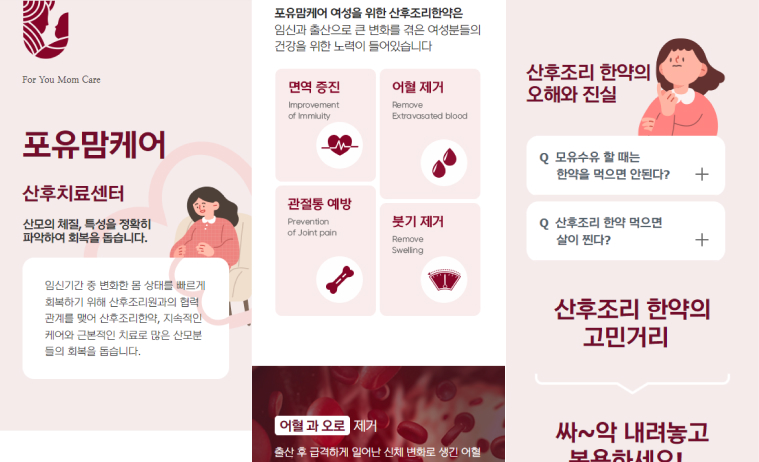 For You Mom Care
포유맘케어
산후치료센터
산모의 체질, 특성을 정확히
파악하여 회복을 돕습니다.
임신기간 중 변화한 몸 상태를 빠르게
회복하기 위해 산후조리원과의 협력
관계를 맺어 산후조리한약, 지속적인
케어와 근본적인 치료로 많은 산모분
들의 회복을 돕습니다.
포유맘케어 여성을 위한 산후조리한약은
임신과 출산으로 큰 변화를 겪은 여성분들의
건강을 위한 노력이 들어있습니다
면역 증진
Improvement
of Immiuity
어혈 제거
Remove
Extravasated blood
관절통 예방
Prevention
of Joint pain
붓기 제거
Remove
Swelling
어혈 과 오로 제거
출산 후 급격하게 일어난 신체 변화로 생긴 어혈
산후조리 한약의
오해와 진실
Q 모유수유 할 때는
한약을 먹으면 안된다?
Q 산후조리 한약 먹으면
살이 찐다?
산후조리 한약의
고민거리
싸~악 내려놓고
복용하세요!